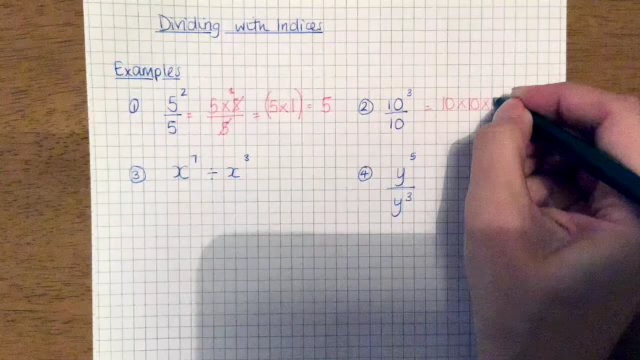 Dividing with Indices
Examples
① 5²/5 = 5×5/5 = (5×1) = 5
② 10³/10 = 10×10×
③ x⁷ ÷ x³
④ y⁵/y³